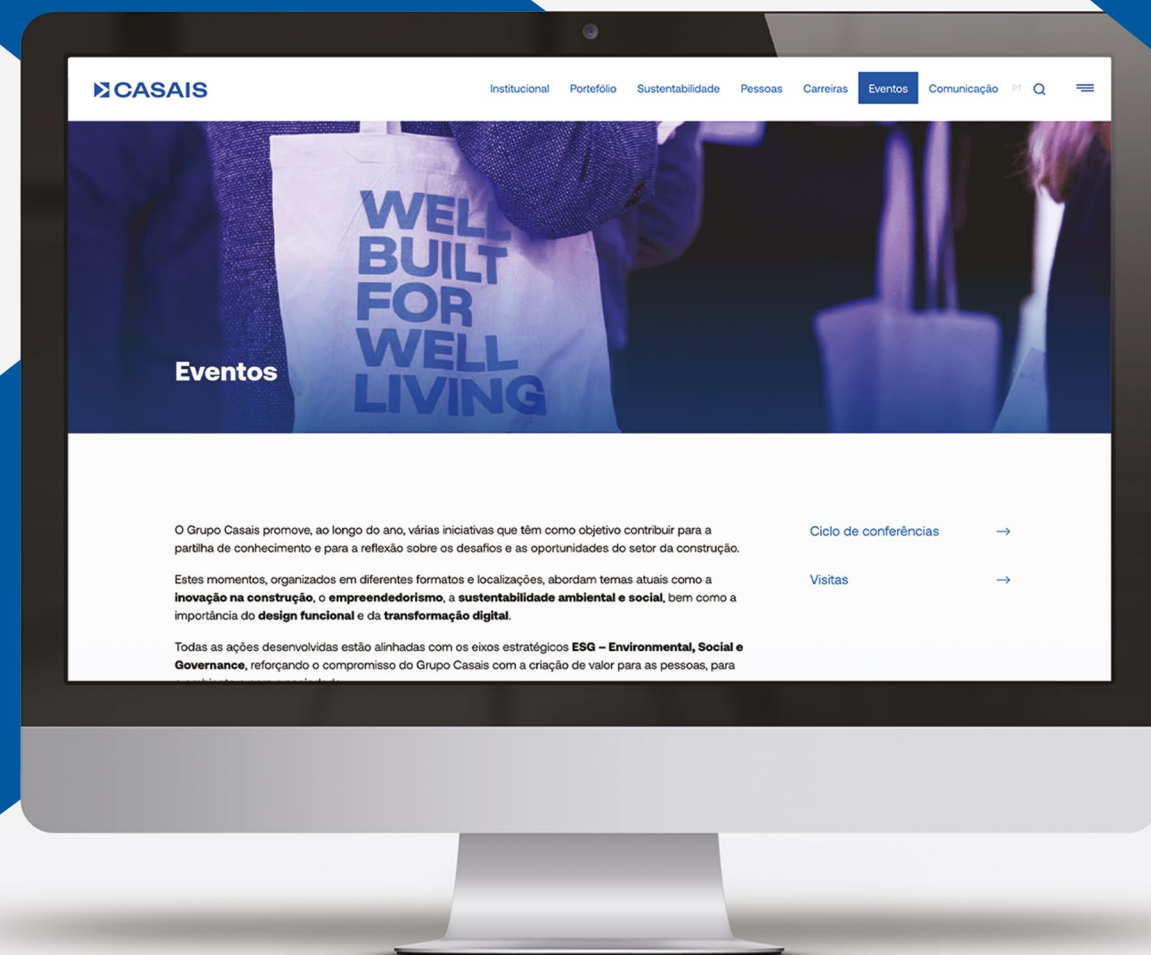 CASAIS
Institucional Portefólio Sustentabilidade Pessoas Carreiras Eventos Comunicação PT
WELL
BUILT
FOR
WELL
LIVING
Eventos
O Grupo Casais promove, ao longo do ano, várias iniciativas que têm como objetivo contribuir para a
partilha de conhecimento e para a reflexão sobre os desafios e as oportunidades do setor da construção.
Estes momentos, organizados em diferentes formatos e localizações, abordam temas atuais como a
inovação na construção, o empreendedorismo, a sustentabilidade ambiental e social, bem como a
importância do design funcional e da transformação digital.
Todas as ações desenvolvidas estão alinhadas com os eixos estratégicos ESG – Environmental, Social e
Governance, reforçando o compromisso do Grupo Casais com a criação de valor para as pessoas, para
Ciclo de conferências
Visitas